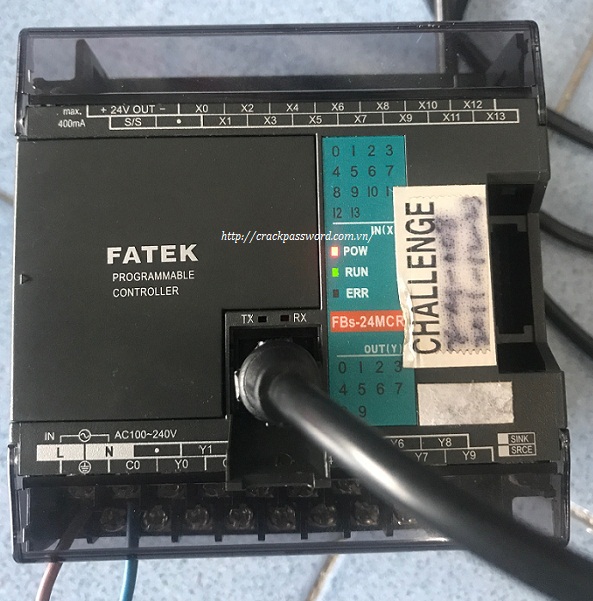 max. + 24V OUT - X0 X2 X4 X6 X8 X10 X12
400mA S/S • X1 X3 X5 X7 X9 X11 X13
0 1 2 3
4 5 6 7
8 9 10 11
12 13
IN(X
http://crackpassword.com.vn/
FATEK
PROGRAMMABLE
CONTROLLER
POW
RUN
ERR
CHALLENGE
TX RX
FBs-24MCR
OUT(Y)
0 1 2 3
4 5 6 7
9
IN AC100~240V
L N • Y1 Y6 Y8 SINK
C0 Y0 Y7 Y9 SRCE